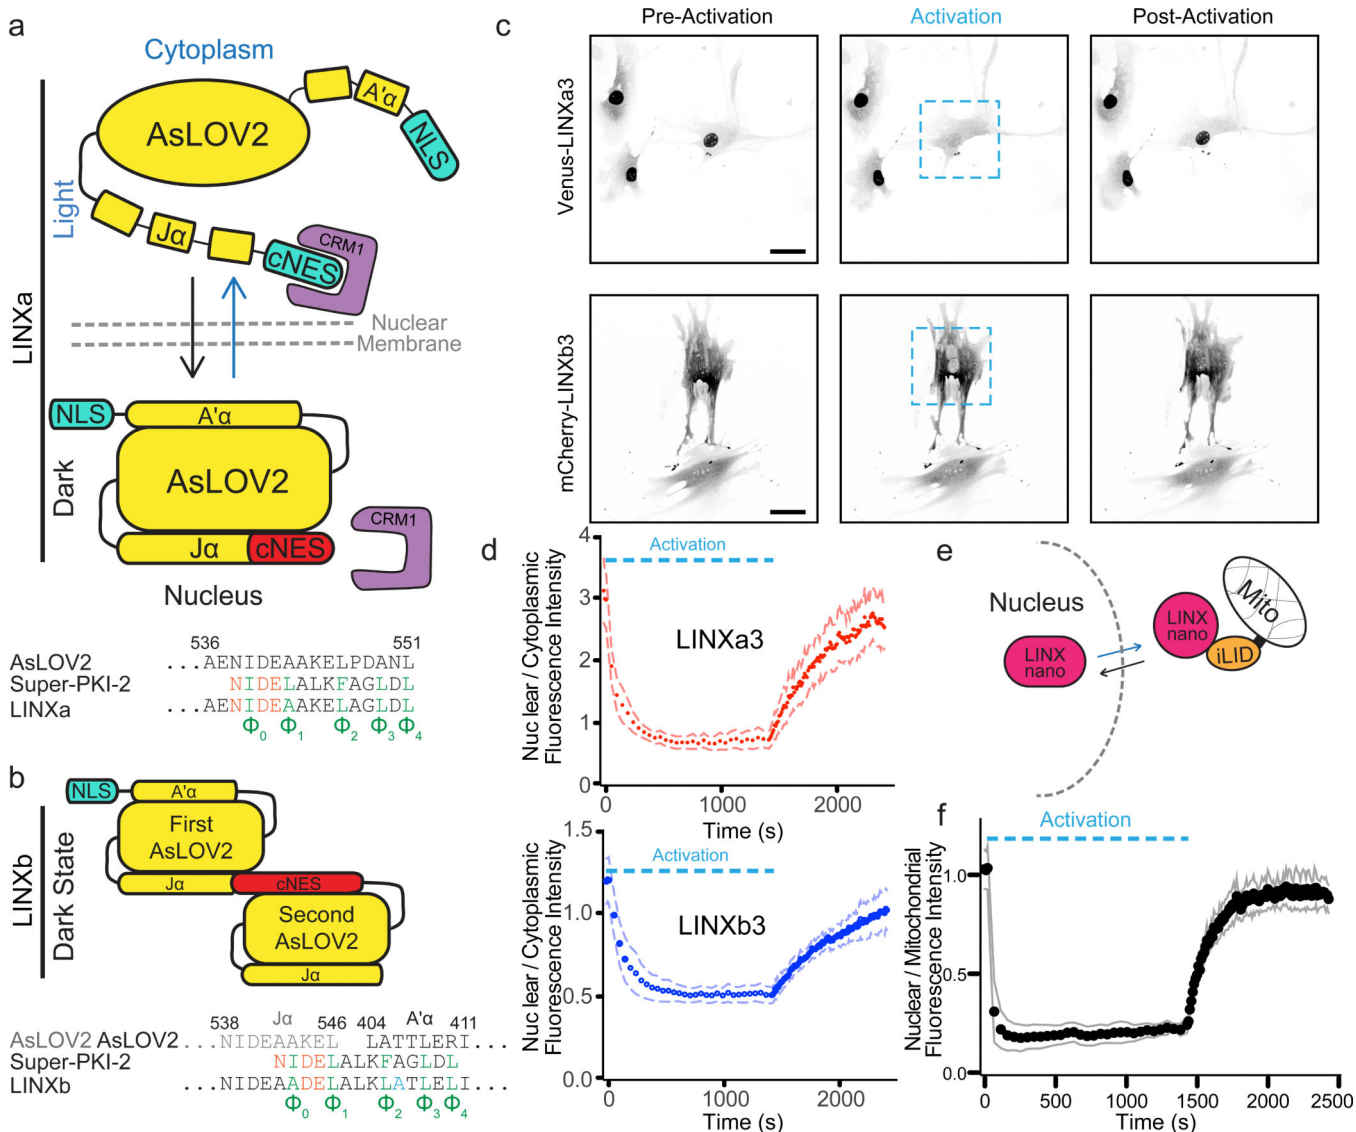 a
Cytoplasm
AsLOV2
A'α
NLS
LINXa
Light
Jα
cNES
CRM1
Nuclear
Membrane
Dark
NLS
A'α
AsLOV2
Jα
cNES
CRM1
Nucleus
536 551
AsLOV2 ...AENIDEAAKELPDANL
Super-PKI-2 NIDELALKFAGLDL
LINXa ...AENIDEAAKELAGLDL
Φ0 Φ1 Φ2 Φ3 Φ4
b
LINXb
Dark State
NLS
A'α
First
AsLOV2
Jα
cNES
Second
AsLOV2
Jα
Jα A'α
538 546 404 411
AsLOV2 AsLOV2 ...NIDEAAKEL LATTLERI...
Super-PKI-2 NIDELALKFAGLDL
LINXb ...NIDEAADELALKLATLELI...
Φ0 Φ1 Φ2 Φ3 Φ4
c
Pre-Activation Activation Post-Activation
Venus-LINXa3
mCherry-LINXb3
d
Activation
LINXa3
Nuc lear / Cytoplasmic
Fluorescence Intensity
4
3
2
1
0
0 1000 2000
Time (s)
Activation
LINXb3
Nuc lear / Cytoplasmic
Fluorescence Intensity
1.5
1.0
0.5
0.0
0 1000 2000
Time (s)
e
Nucleus
LINX
nano
LINX
nano
iLID
Mito
f
Activation
Nuclear / Mitochondrial
Fluorescence Intensity
1.0
0.5
0.0
0 500 1000 1500 2000 2500
Time (s)